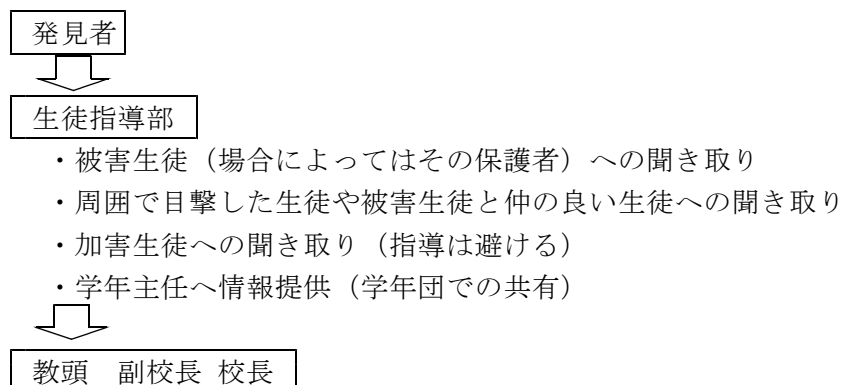 発見者
生徒指導部
・被害生徒（場合によってはその保護者）への聞き取り
・周囲で目撃した生徒や被害生徒と仲の良い生徒への聞き取り
・加害生徒への聞き取り（指導は避ける）
・学年主任へ情報提供（学年団での共有）
教頭　副校長 校長